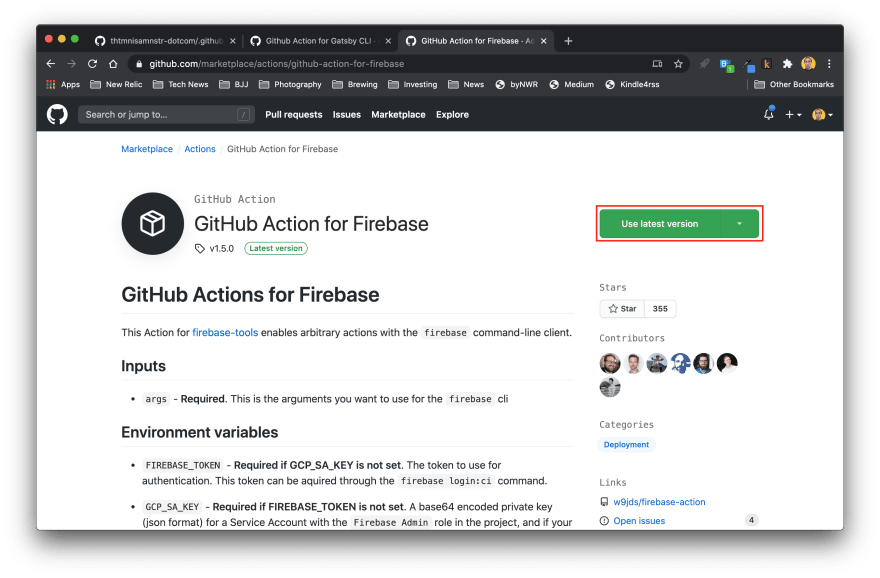 thtmnisamnstr-dotcom/.github
Github Action for Gatsby CLI ·
GitHub Action for Firebase · Ac
github.com/marketplace/actions/github-action-for-firebase
Apps
New Relic
Tech News
BJJ
Photography
Brewing
Investing
News
byNWR
Medium
Kindle4rss
Other Bookmarks
Search or jump to...
/
Pull requests
Issues
Marketplace
Explore
Marketplace / Actions / GitHub Action for Firebase
GitHub Action
GitHub Action for Firebase
v1.5.0
Latest version
Use latest version
GitHub Actions for Firebase
This Action for firebase-tools enables arbitrary actions with the firebase command-line client.
Inputs
• args - Required. This is the arguments you want to use for the firebase cli
Environment variables
• FIREBASE_TOKEN - Required if GCP_SA_KEY is not set. The token to use for
authentication. This token can be aquired through the firebase login:ci command.
• GCP_SA_KEY - Required if FIREBASE_TOKEN is not set. A base64 encoded private key
(json format) for a Service Account with the Firebase Admin role in the project, and if your
Stars
Star
355
Contributors
Categories
Deployment
Links
w9jds/firebase-action
Open issues
4